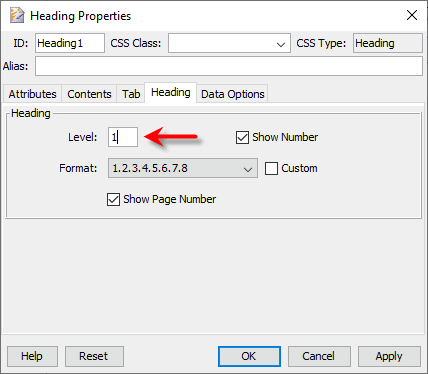 Heading Properties
ID: Heading1 CSS Class: CSS Type: Heading
Alias:
Attributes Contents Tab Heading Data Options
Heading
Level: 1 Show Number
Format: 1.2.3.4.5.6.7.8 Custom
Show Page Number
Help Reset OK Cancel Apply